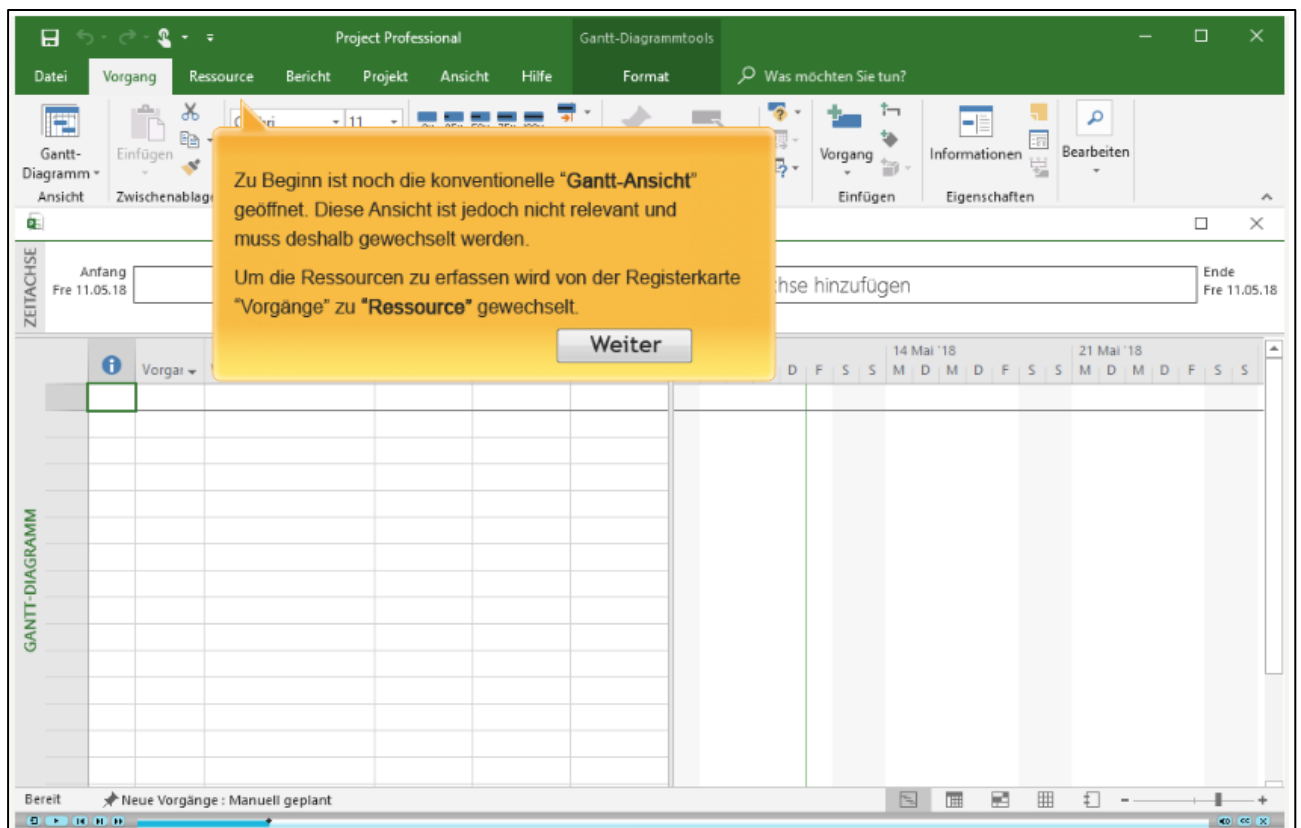 Project Professional
Gantt-Diagrammtools
Datei Vorgang Ressource Bericht Projekt Ansicht Hilfe Format Was möchten Sie tun?
11
Gantt-
Diagramm
Einfügen
Vorgang
Informationen
Bearbeiten
Ansicht
Zwischenablag
Einfügen
Eigenschaften
Zu Beginn ist noch die konventionelle “Gantt-Ansicht”
geöffnet. Diese Ansicht ist jedoch nicht relevant und
muss deshalb gewechselt werden.
Um die Ressourcen zu erfassen wird von der Registerkarte
“Vorgänge” zu “Ressource” gewechselt.
Weiter
ZEITACHSE
Anfang
Fre 11.05.18
hse hinzufügen
Ende
Fre 11.05.18
Vorgar
14 Mai '18
21 Mai '18
D F S S M D M D F S S M D M D F S S
GANTT-DIAGRAMM
Bereit
Neue Vorgänge : Manuell geplant